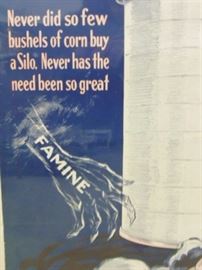 Never did so few
bushels of corn buy
a Silo. Never has the
need been so great
FAMINE